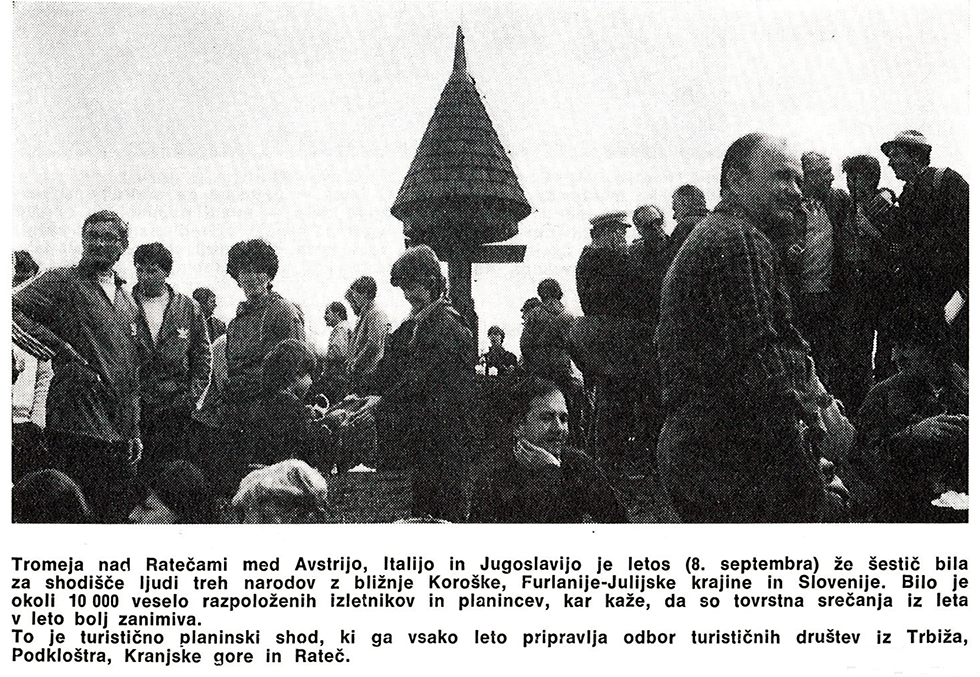 Tromeja nad Ratečami med Avstrijo, Italijo in Jugoslavijo je letos (8. septembra) že šestič bila
za shodišče ljudi treh narodov z bližnje Koroške, Furlanije-Julijske krajine in Slovenije. Bilo je
okoli 10 000 veselo razpoloženih izletnikov in planincev, kar kaže, da so tovrstna srečanja iz leta
v leto bolj zanimiva.
To je turistično planinski shod, ki ga vsako leto pripravlja odbor turističnih društev iz Trbiža,
Podkloštra, Kranjske gore in Rateč.